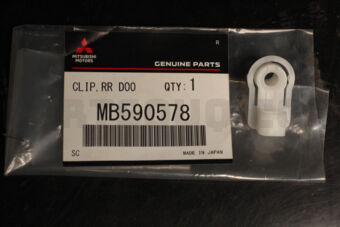 R
MITSUBISHI
MOTORS
GENUINE PARTS
CLIP,RR DOO QTY:1
MB590578
SC
MADE IN JAPAN